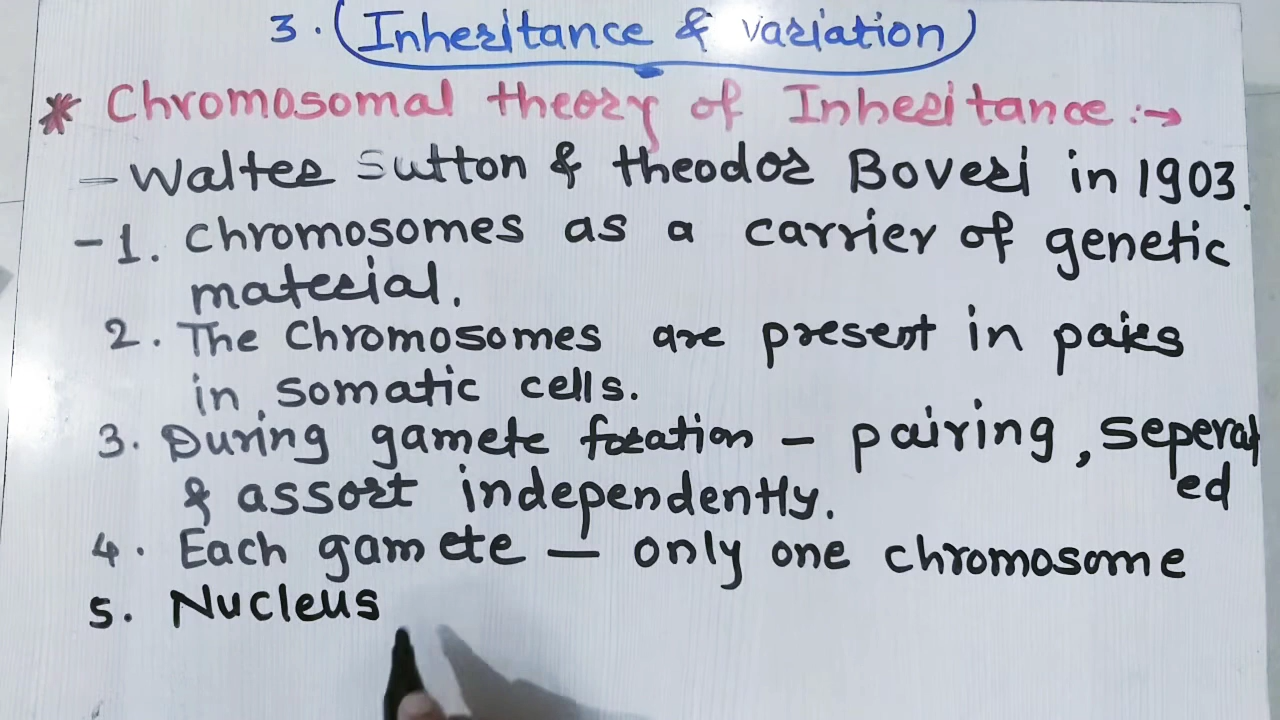 3. (Inheritance & variation)
* Chromosomal theory of Inheritance :→
- Walter Sutton & theodor Boveri in 1903.
- 1. Chromosomes as a carrier of genetic
material.
2. The Chromosomes are present in pairs
in somatic cells.
3. During gamete foration - pairing, seperat
ed
& assort independently.
4. Each gamete - only one chromosome
5. Nucleus